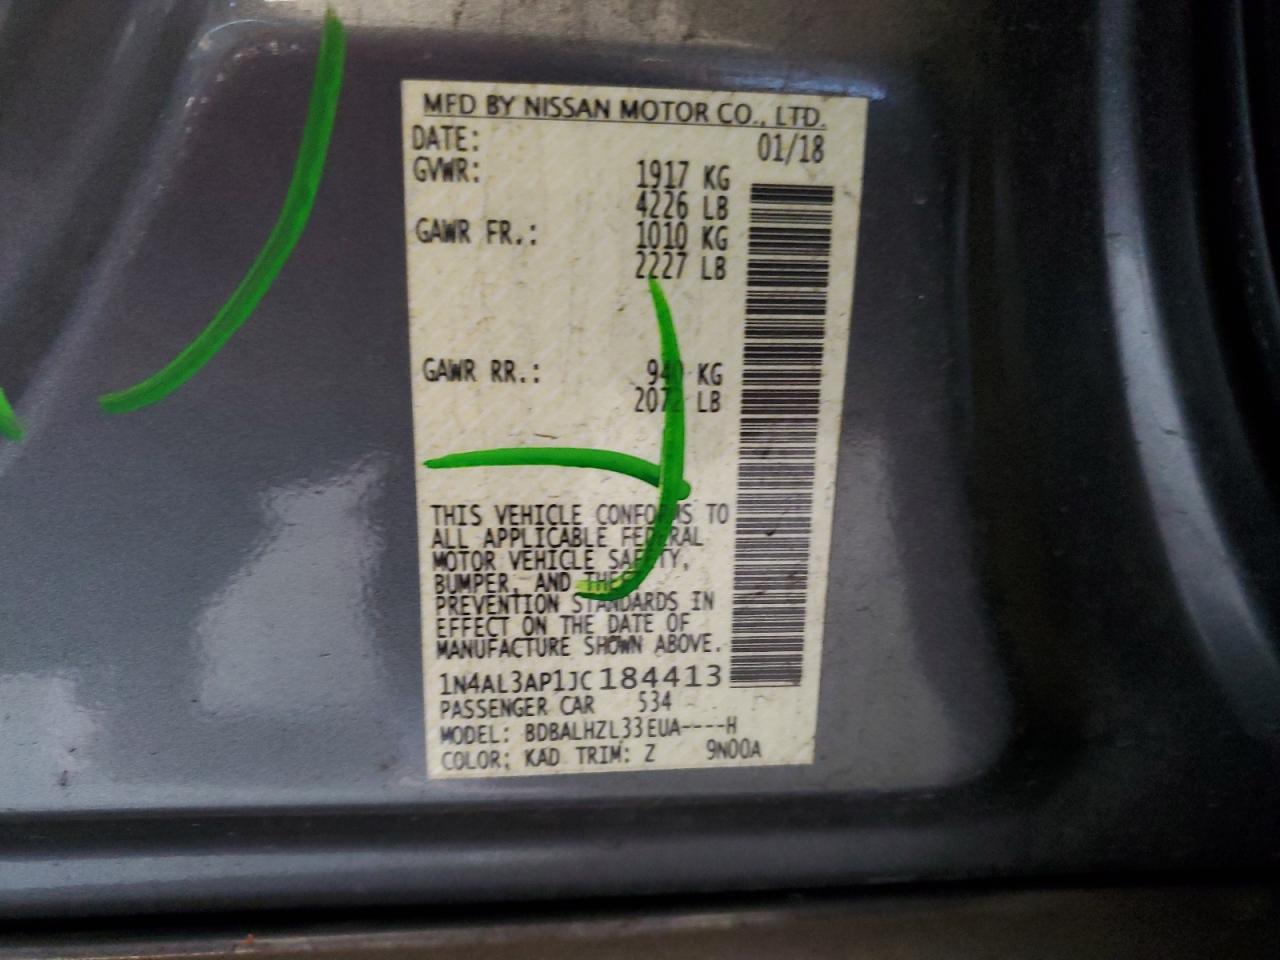 MFD BY NISSAN MOTOR CO., LTD.
DATE: 01/18
GVWR: 1917 KG
4226 LB
GAWR FR.: 1010 KG
2227 LB
GAWR RR.: 940 KG
2072 LB
THIS VEHICLE CONFORMS TO
ALL APPLICABLE FEDERAL
MOTOR VEHICLE SAFETY,
BUMPER, AND THEFT
PREVENTION STANDARDS IN
EFFECT ON THE DATE OF
MANUFACTURE SHOWN ABOVE.
1N4AL3AP1JC184413
PASSENGER CAR 534
MODEL: BDBALHZL33EUA----H
COLOR: KAD TRIM: Z 9N00A